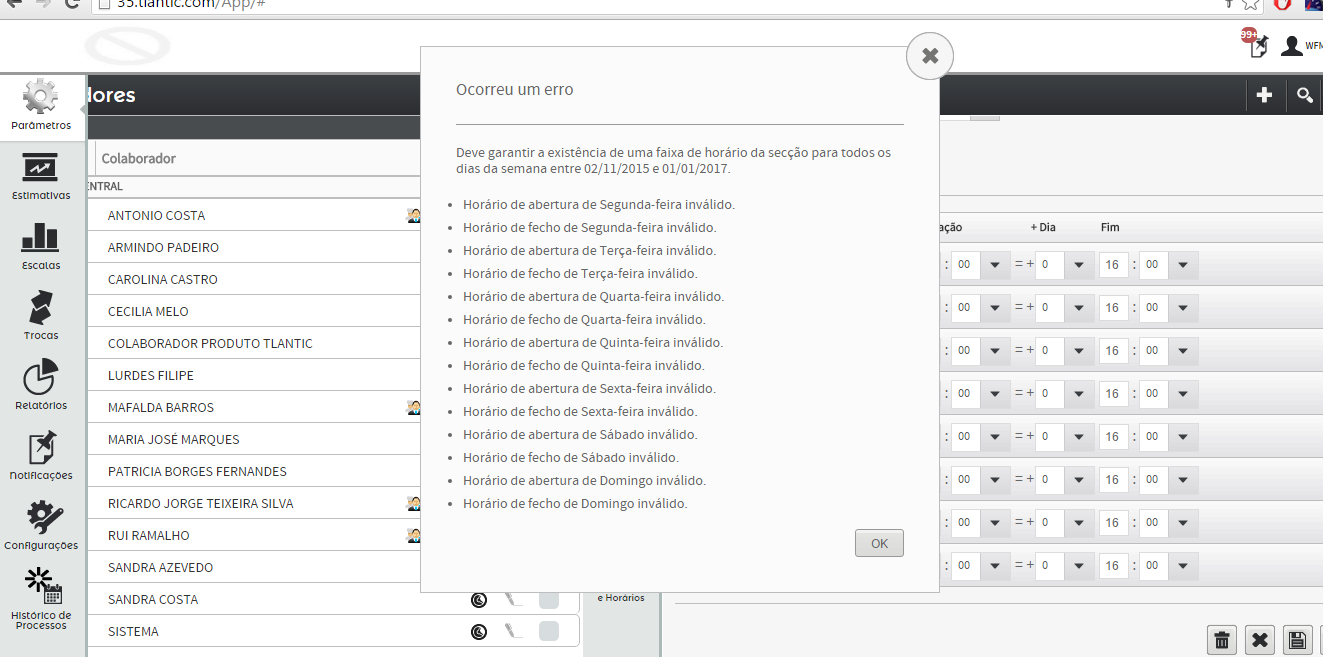 35.tlantic.com/App/#
99+
WFM
Parâmetros
dores
Estimativas
Escalas
Trocas
Relatórios
Notificações
Configurações
Histórico de
Processos
Colaborador
ENTRAL
ANTONIO COSTA
ARMINDO PADEIRO
CAROLINA CASTRO
CECILIA MELO
COLABORADOR PRODUTO TLANTIC
LURDES FILIPE
MAFALDA BARROS
MARIA JOSÉ MARQUES
PATRICIA BORGES FERNANDES
RICARDO JORGE TEIXEIRA SILVA
RUI RAMALHO
SANDRA AZEVEDO
SANDRA COSTA
SISTEMA
Ocorreu um erro
Deve garantir a existência de uma faixa de horário da secção para todos os
dias da semana entre 02/11/2015 e 01/01/2017.
• Horário de abertura de Segunda-feira inválido.
• Horário de fecho de Segunda-feira inválido.
• Horário de abertura de Terça-feira inválido.
• Horário de fecho de Terça-feira inválido.
• Horário de abertura de Quarta-feira inválido.
• Horário de fecho de Quarta-feira inválido.
• Horário de abertura de Quinta-feira inválido.
• Horário de fecho de Quinta-feira inválido.
• Horário de abertura de Sexta-feira inválido.
• Horário de fecho de Sexta-feira inválido.
• Horário de abertura de Sábado inválido.
• Horário de fecho de Sábado inválido.
• Horário de abertura de Domingo inválido.
• Horário de fecho de Domingo inválido.
OK
e Horários
ação + Dia Fim
: 00 = + 0 16 : 00
: 00 = + 0 16 : 00
: 00 = + 0 16 : 00
: 00 = + 0 16 : 00
: 00 = + 0 16 : 00
: 00 = + 0 16 : 00
: 00 = + 0 16 : 00
: 00 = + 0 16 : 00